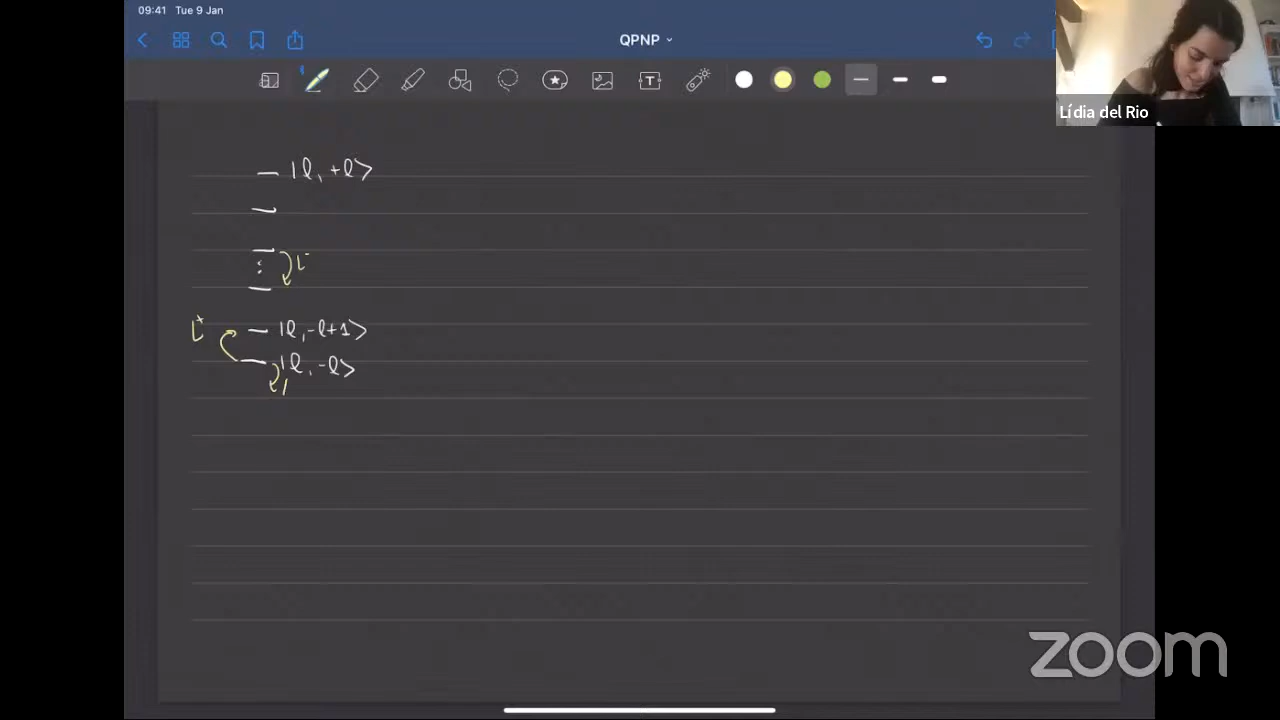 09:41 Tue 9 Jan
QPNP
Lídia del Rio
|l, +l>
L⁻
L⁺
|l, -l+1>
|l, -l>
zoom